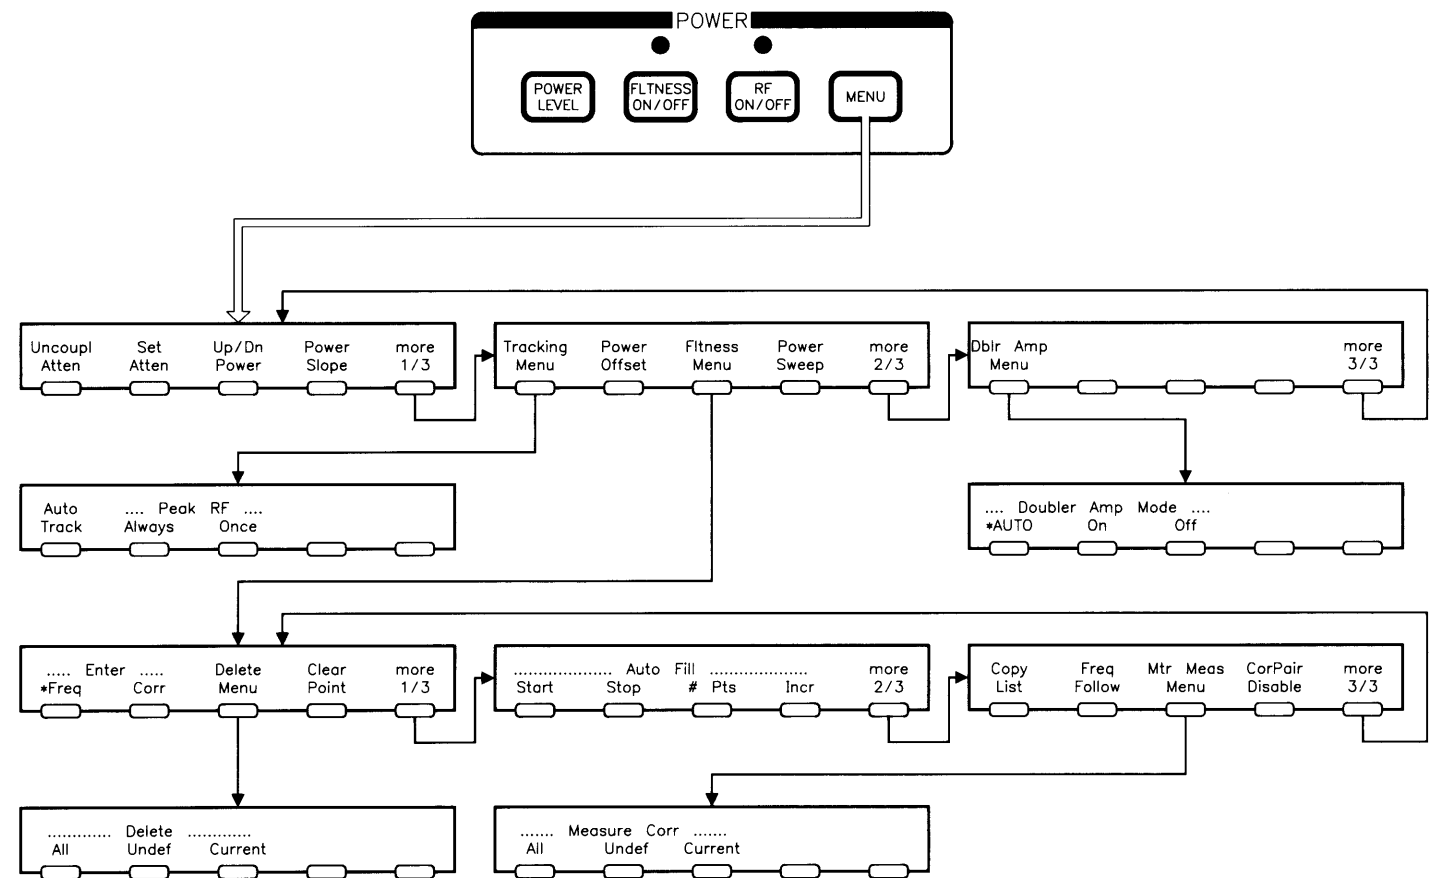 POWER
POWER LEVEL
FLTNESS ON/OFF
RF ON/OFF
MENU
Uncoupl Atten
Set Atten
Up/Dn Power
Power Slope
more 1/3
Tracking Menu
Power Offset
Fltness Menu
Power Sweep
more 2/3
Dblr Amp Menu
more 3/3
Auto Track
.... Peak RF ....
Always
Once
.... Doubler Amp Mode ....
*AUTO
On
Off
..... Enter .....
*Freq
Corr
Delete Menu
Clear Point
more 1/3
.................... Auto Fill ....................
Start
Stop
# Pts
Incr
more 2/3
Copy List
Freq Follow
Mtr Meas Menu
CorPair Disable
more 3/3
............. Delete .............
All
Undef
Current
....... Measure Corr .......
All
Undef
Current